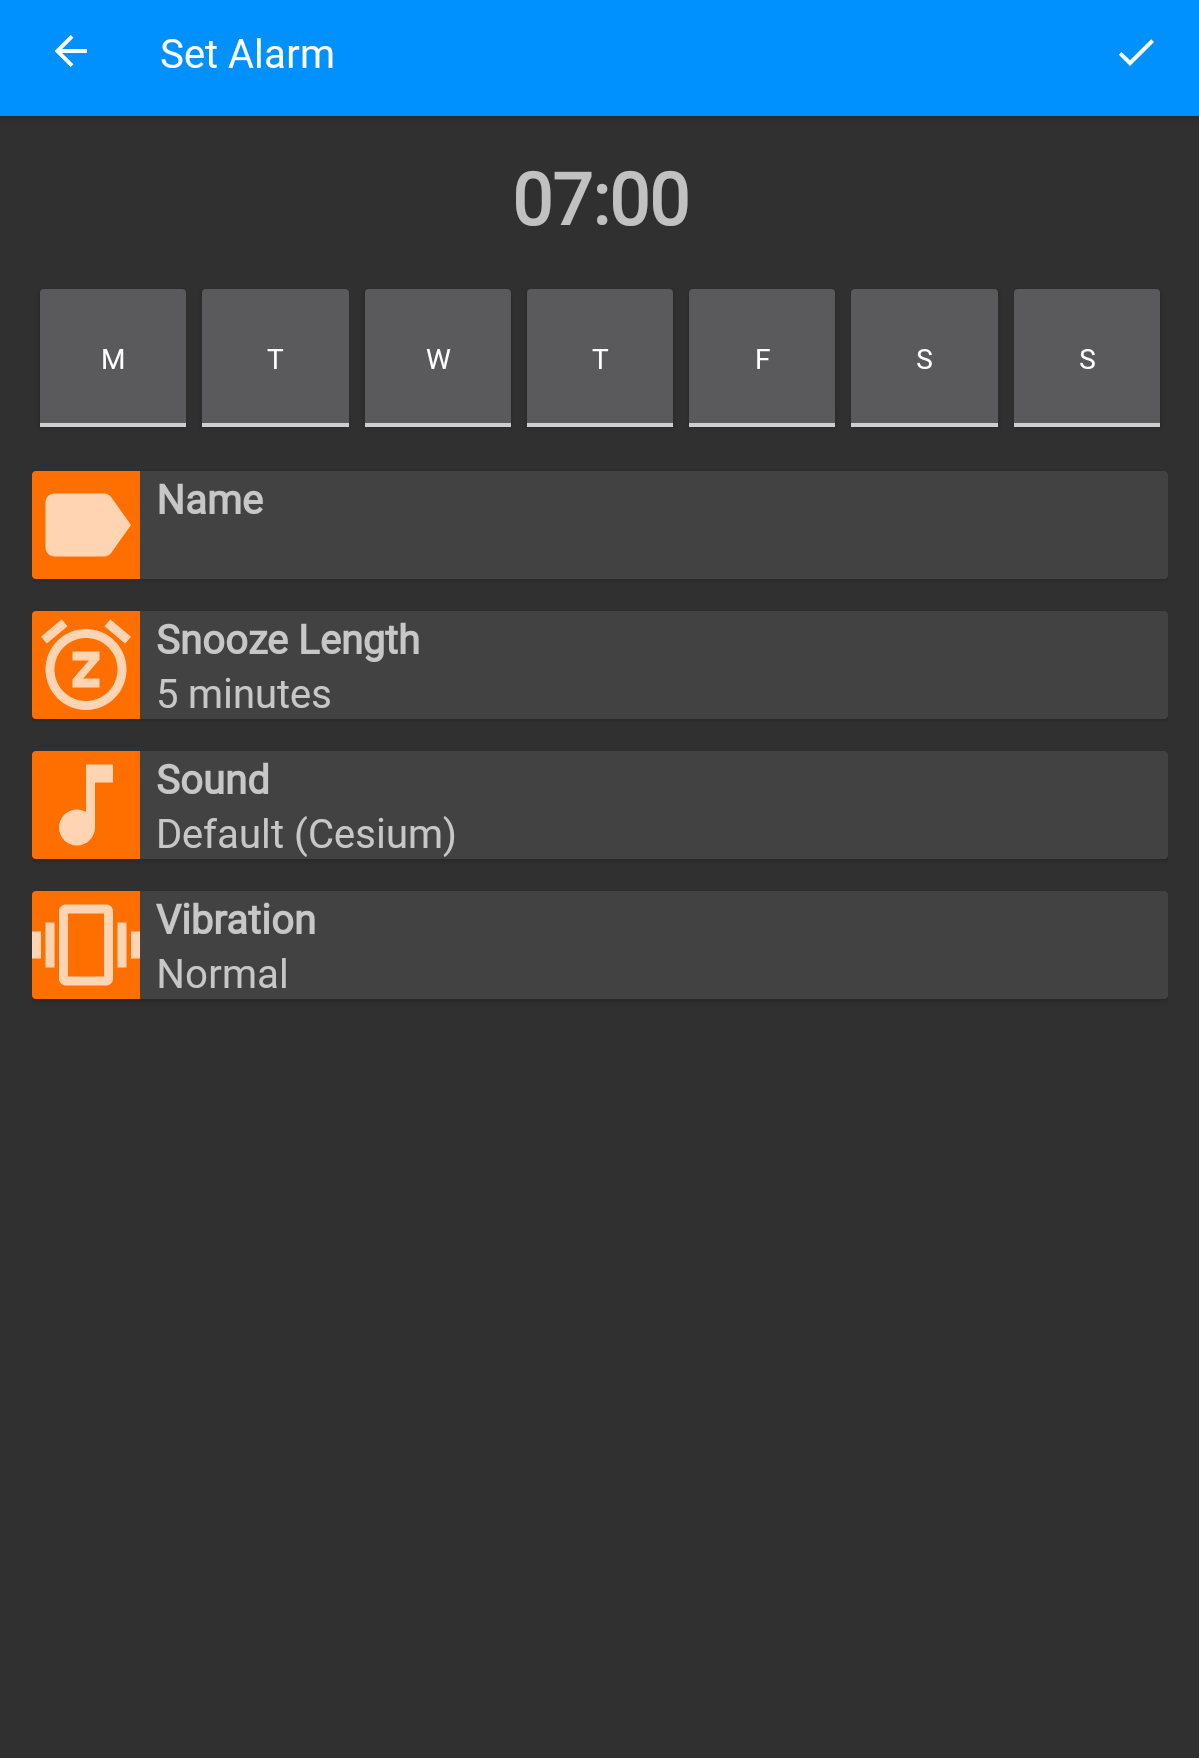 Set Alarm
07:00
M T W T F S S
Name
Snooze Length
5 minutes
Sound
Default (Cesium)
Vibration
Normal